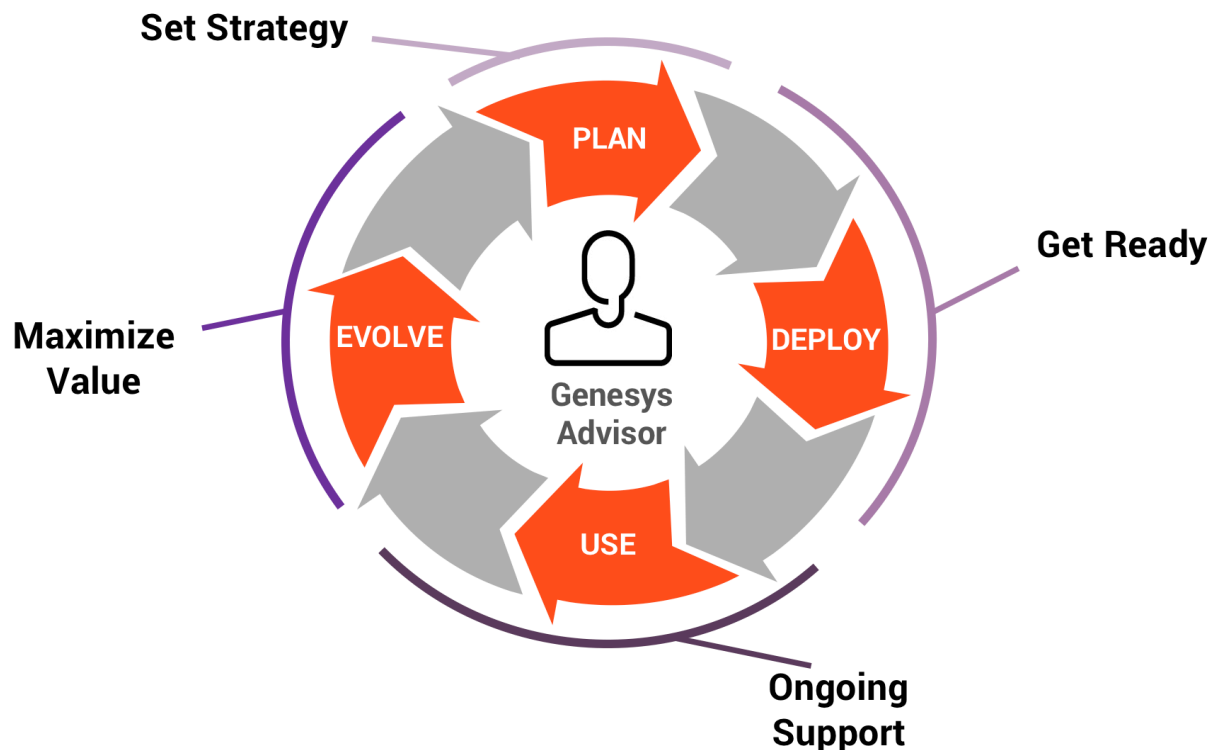 Set Strategy
PLAN
Get Ready
Maximize
Value
EVOLVE
DEPLOY
Genesys
Advisor
USE
Ongoing
Support